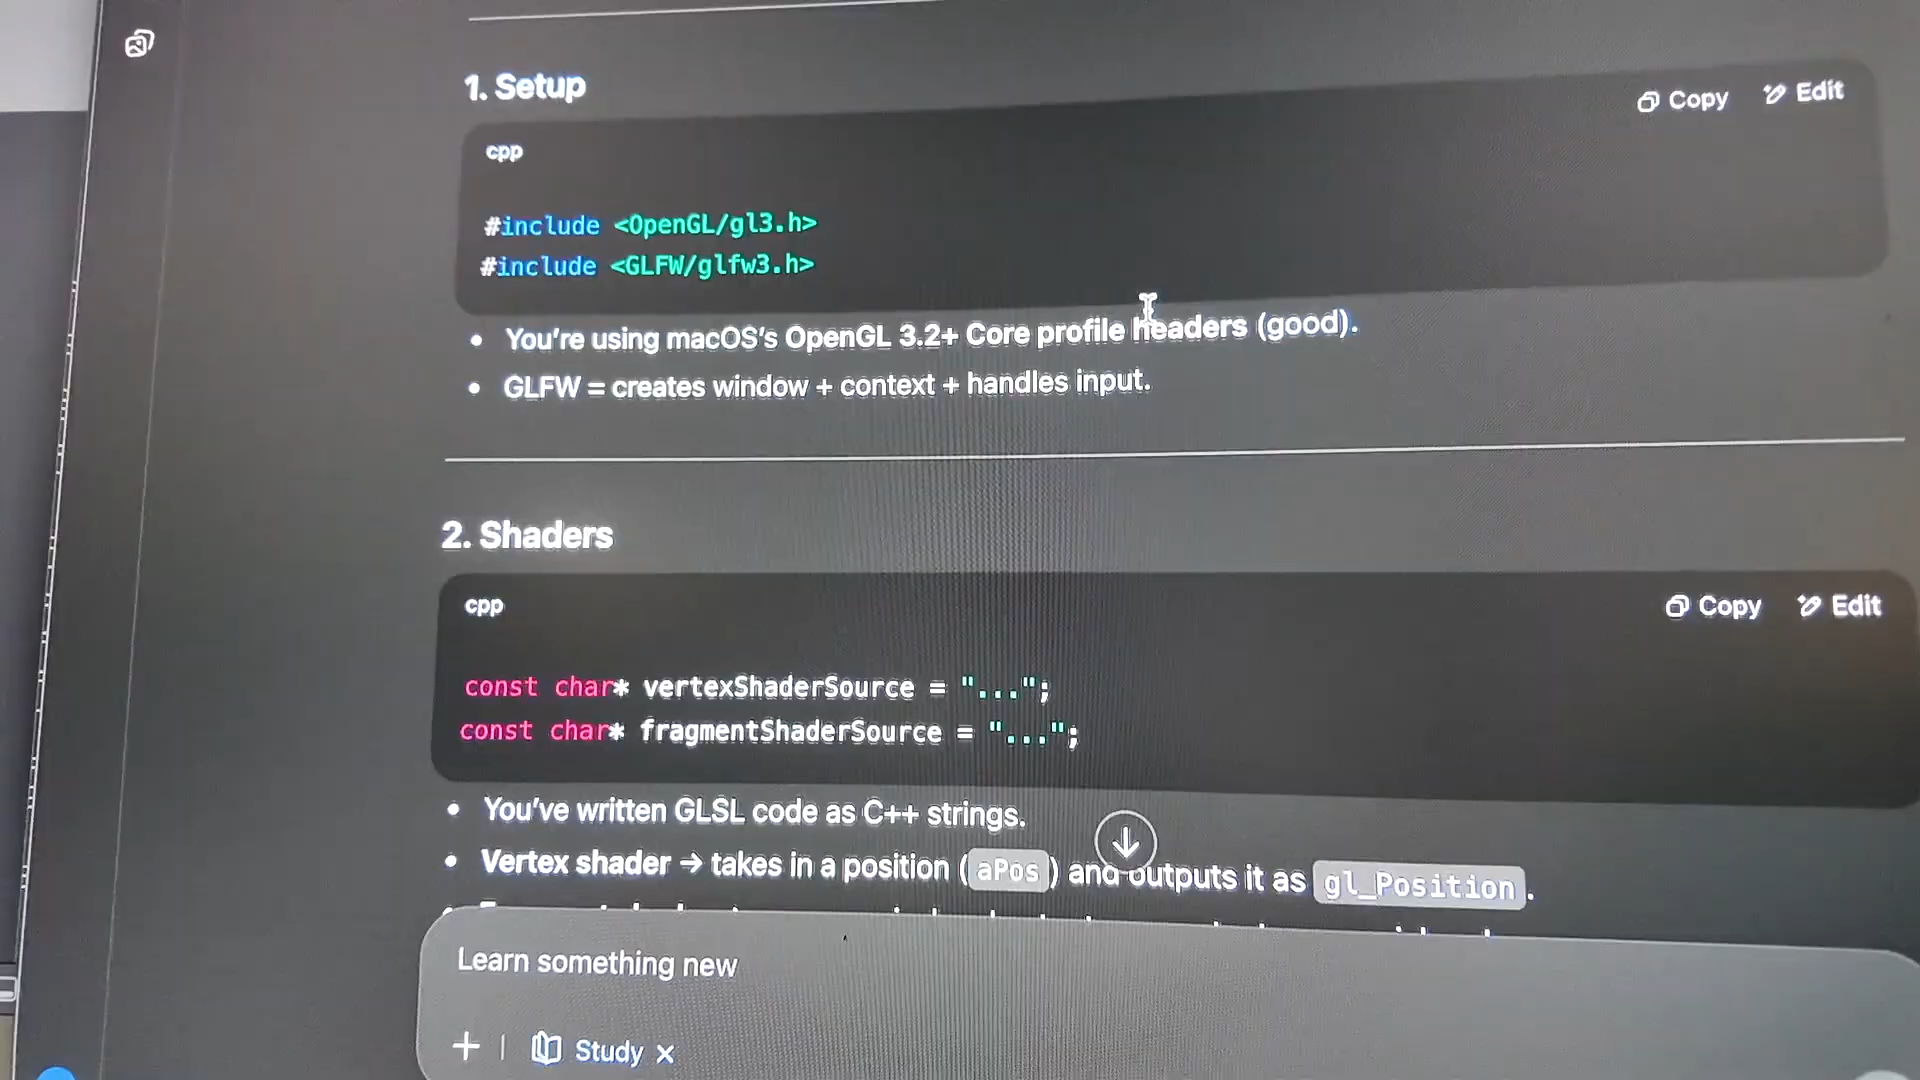 1. Setup
Copy Edit
cpp
#include <OpenGL/gl3.h>
#include <GLFW/glfw3.h>
• You're using macOS's OpenGL 3.2+ Core profile headers (good).
• GLFW = creates window + context + handles input.
2. Shaders
cpp
Copy Edit
const char* vertexShaderSource = "...";
const char* fragmentShaderSource = "...";
• You've written GLSL code as C++ strings.
• Vertex shader → takes in a position (aPos) and outputs it as gl_Position.
Learn something new
+ | Study ×